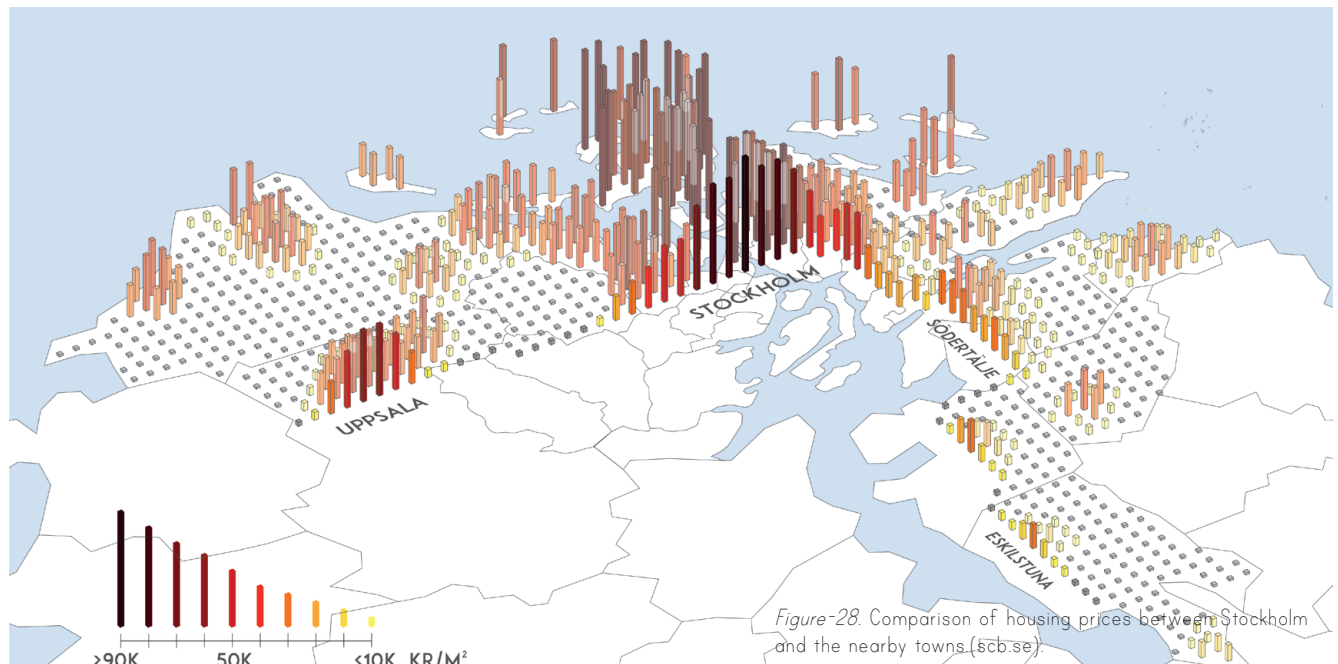 STOCKHOLM
SÖDERTÄLJE
UPPSALA
ESKILSTUNA
Figure-28. Comparison of housing prices between Stockholm
and the nearby towns (scb.se).
>90K 50K <10K KR/M²